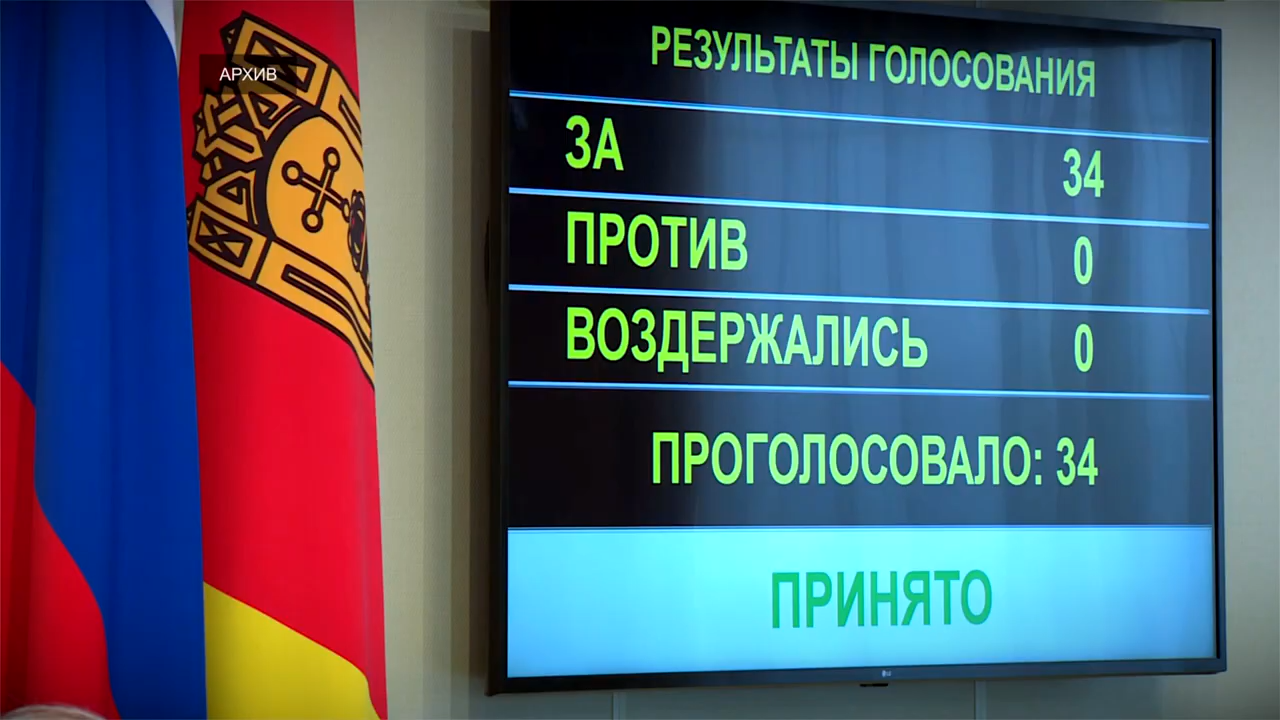 АРХИВ
РЕЗУЛЬТАТЫ ГОЛОСОВАНИЯ
ЗА 34
ПРОТИВ 0
ВОЗДЕРЖАЛИСЬ 0
ПРОГОЛОСОВАЛО: 34
ПРИНЯТО
LG